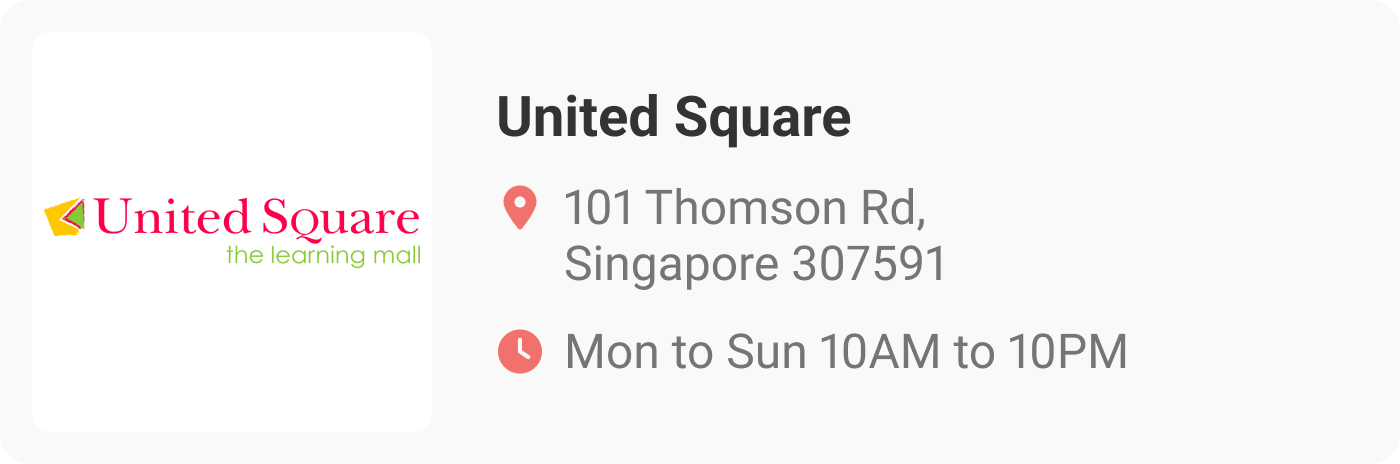 United Square
the learning mall
United Square
101 Thomson Rd,
Singapore 307591
Mon to Sun 10AM to 10PM